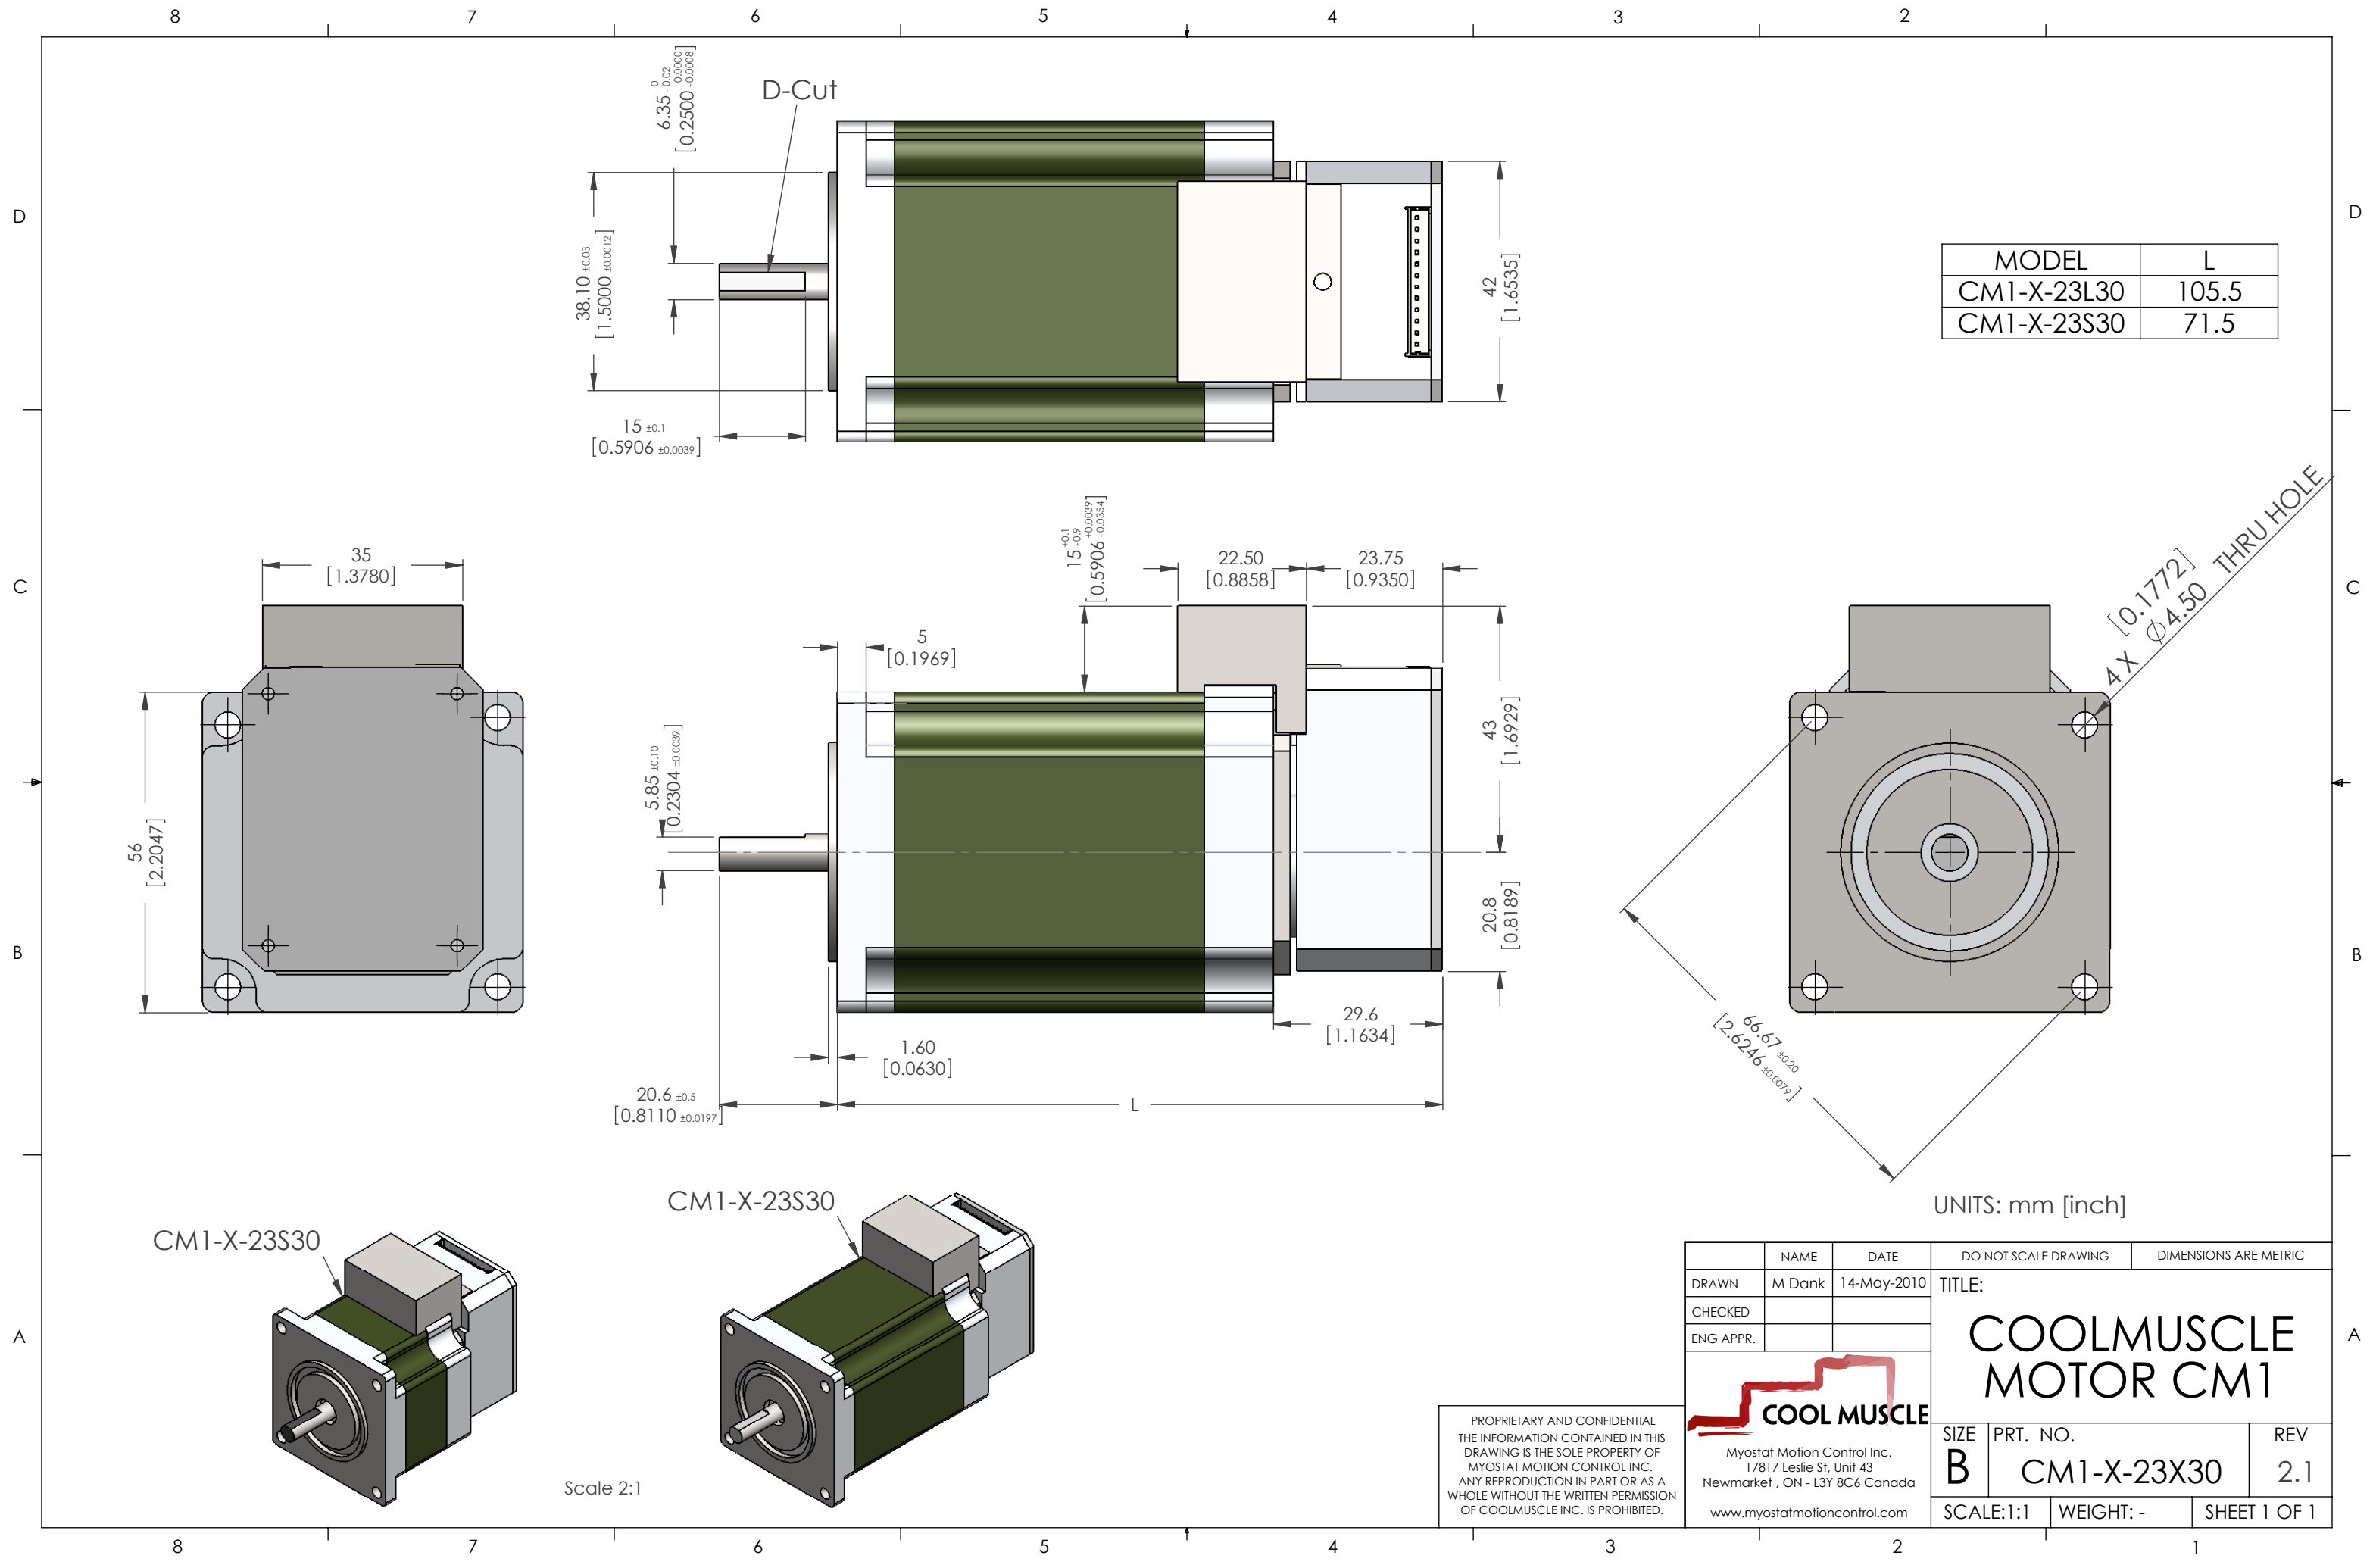 8 7 6 5 4 3 2
D
D
C
C
B
B
A
A
D-Cut
6.35 0 -0.02
[0.2500 0.0000 -0.0008]
38.10 ±0.03
[1.5000 ±0.0012]
15 ±0.1
[0.5906 ±0.0039]
42
[1.6535]
MODEL L
CM1-X-23L30 105.5
CM1-X-23S30 71.5
35
[1.3780]
56
[2.2047]
15 +0.1 -0.9
[0.5906 +0.0039 -0.0354]
22.50
[0.8858]
23.75
[0.9350]
5
[0.1969]
5.85 ±0.10
[0.2304 ±0.0039]
43
[1.6929]
20.8
[0.8189]
29.6
[1.1634]
1.60
[0.0630]
20.6 ±0.5
[0.8110 ±0.0197]
L
[0.1772]
4 X Ø4.50 THRU HOLE
66.67 ±0.20
[2.6246 ±0.0079]
CM1-X-23S30
CM1-X-23S30
Scale 2:1
UNITS: mm [inch]
NAME DATE
DRAWN M Dank 14-May-2010
CHECKED
ENG APPR.
DO NOT SCALE DRAWING
DIMENSIONS ARE METRIC
TITLE:
COOLMUSCLE
MOTOR CM1
COOL MUSCLE
Myostat Motion Control Inc.
17817 Leslie St, Unit 43
Newmarket , ON - L3Y 8C6 Canada
www.myostatmotioncontrol.com
SIZE
B
PRT. NO.
CM1-X-23X30
REV
2.1
SCALE:1:1
WEIGHT: -
SHEET 1 OF 1
PROPRIETARY AND CONFIDENTIAL
THE INFORMATION CONTAINED IN THIS
DRAWING IS THE SOLE PROPERTY OF
MYOSTAT MOTION CONTROL INC.
ANY REPRODUCTION IN PART OR AS A
WHOLE WITHOUT THE WRITTEN PERMISSION
OF COOLMUSCLE INC. IS PROHIBITED.
8 7 6 5 4 3 2 1